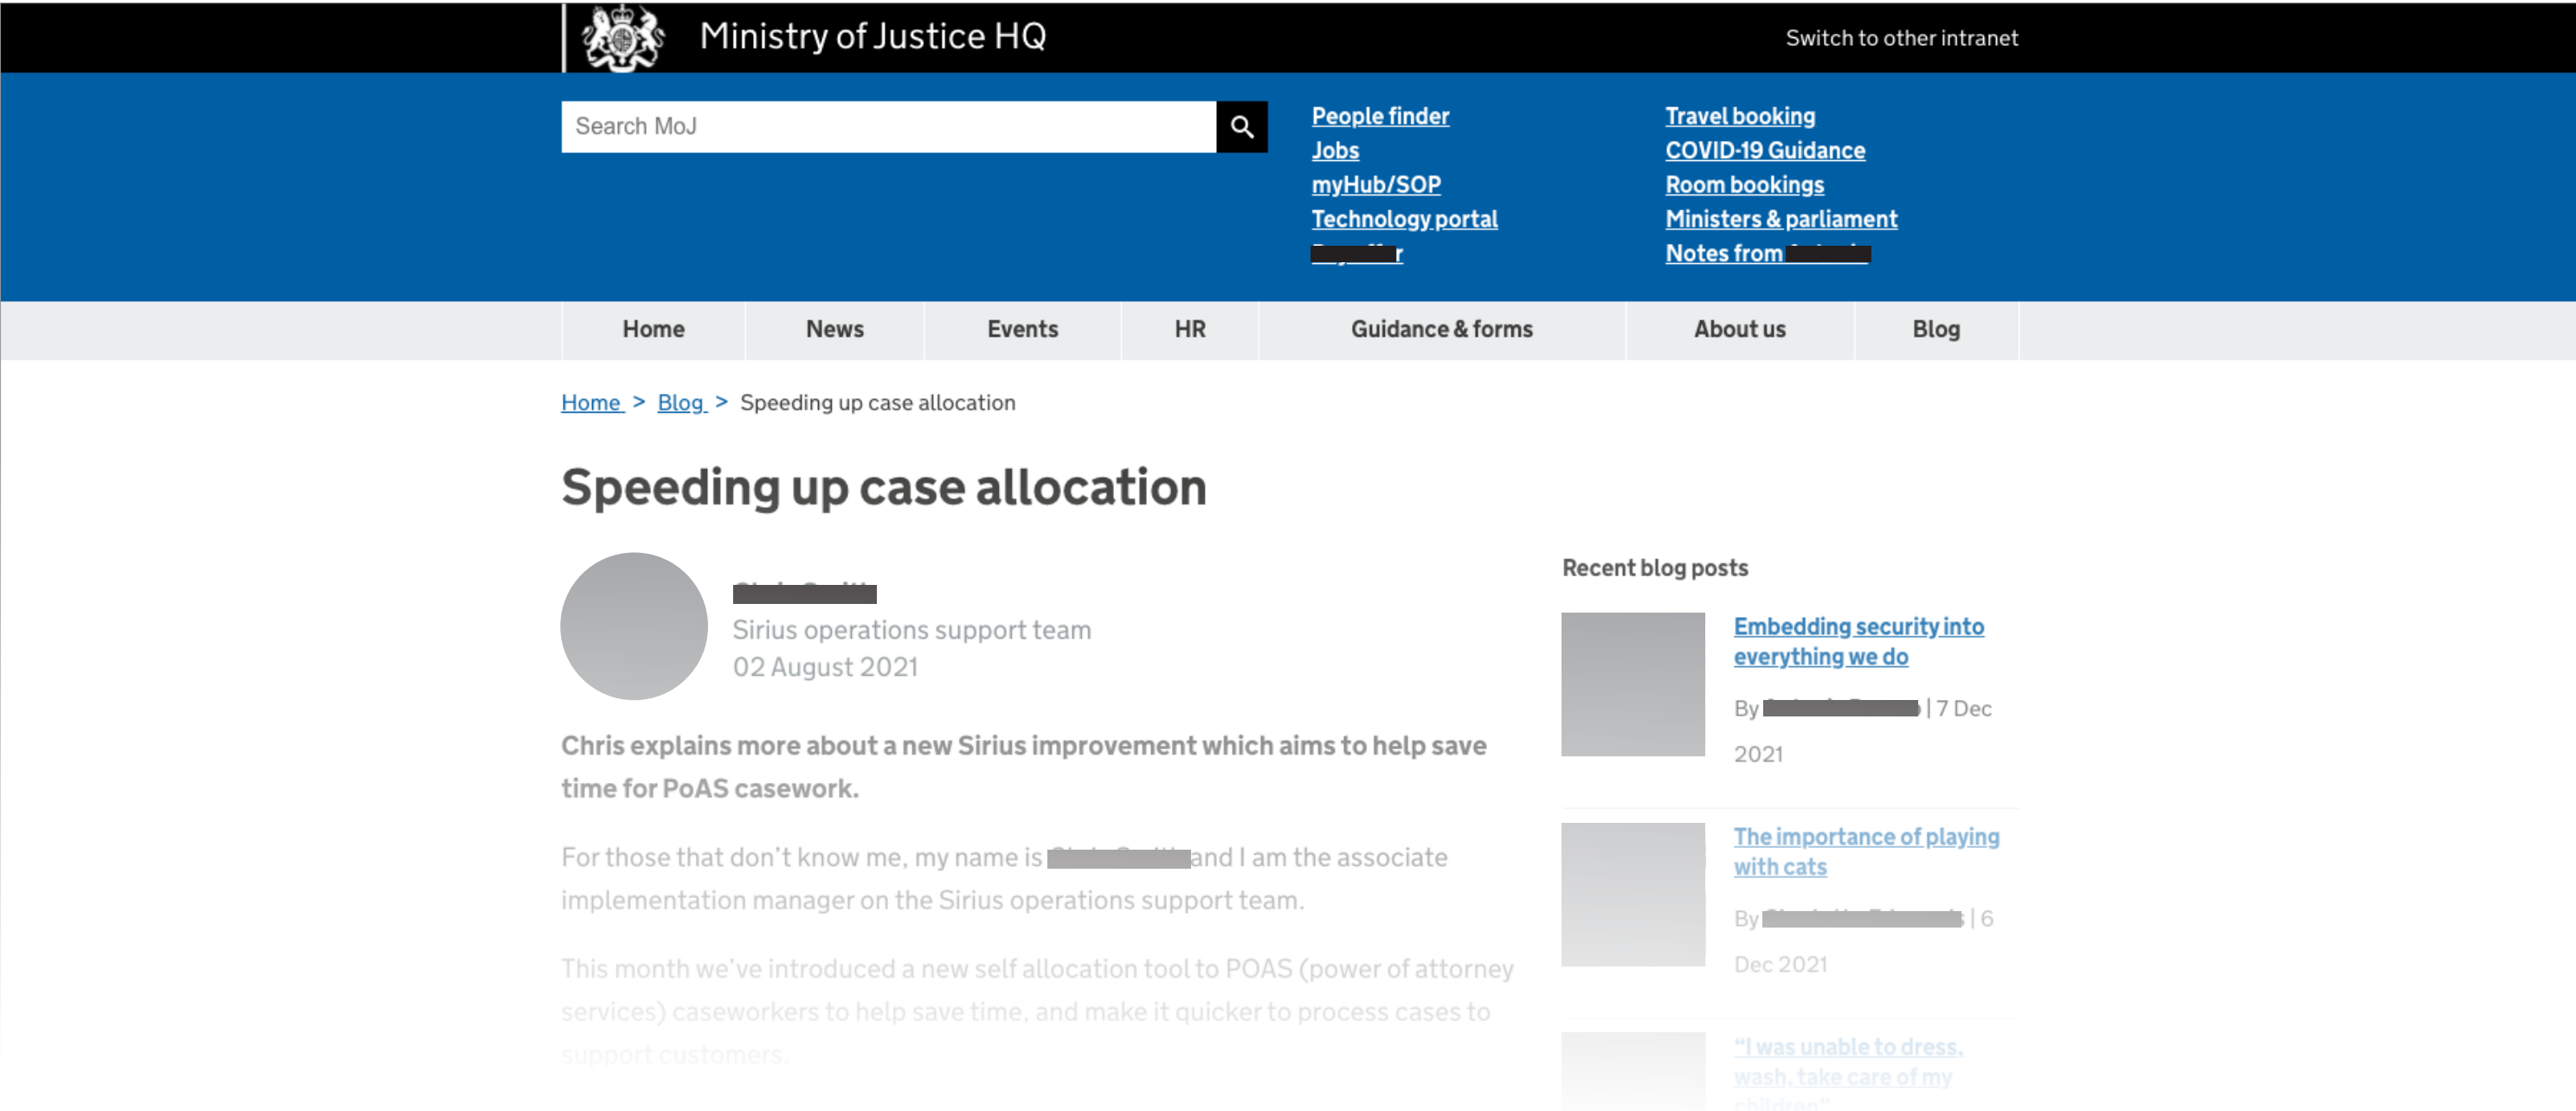 Ministry of Justice HQ
Switch to other intranet
Search MoJ
People finder
Jobs
myHub/SOP
Technology portal
Travel booking
COVID-19 Guidance
Room bookings
Ministers & parliament
Notes from
Home
News
Events
HR
Guidance & forms
About us
Blog
Home > Blog > Speeding up case allocation
Speeding up case allocation
Sirius operations support team
02 August 2021
Chris explains more about a new Sirius improvement which aims to help save
time for PoAS casework.
For those that don’t know me, my name is and I am the associate
implementation manager on the Sirius operations support team.
This month we’ve introduced a new self allocation tool to POAS (power of attorney
services) caseworkers to help save time, and make it quicker to process cases to
support customers.
Recent blog posts
Embedding security into
everything we do
By | 7 Dec
2021
The importance of playing
with cats
By | 6
Dec 2021
“I was unable to dress,
wash, take care of my
children”